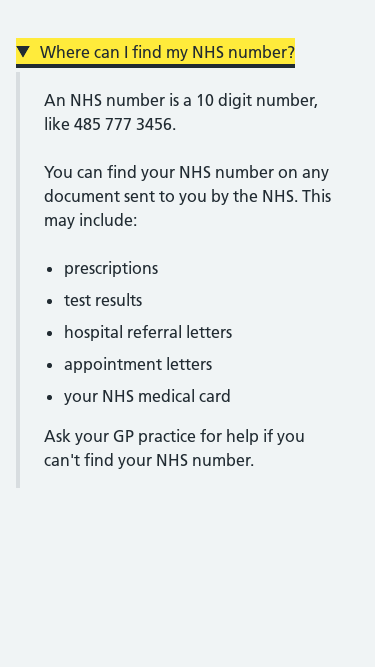 Where can I find my NHS number?
An NHS number is a 10 digit number,
like 485 777 3456.
You can find your NHS number on any
document sent to you by the NHS. This
may include:
prescriptions
test results
hospital referral letters
appointment letters
your NHS medical card
Ask your GP practice for help if you
can't find your NHS number.